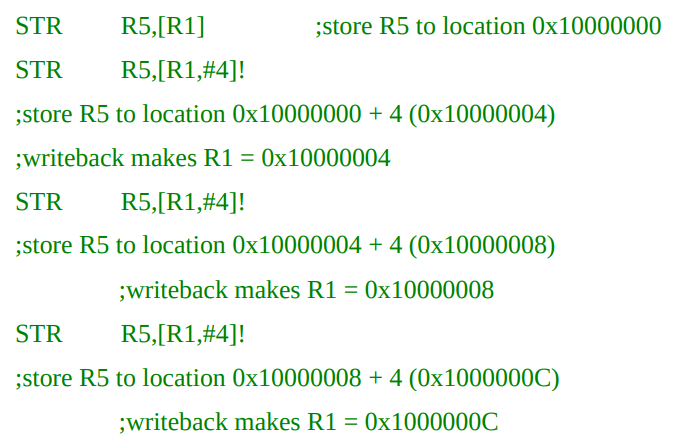 STR R5,[R1] ;store R5 to location 0x10000000
STR R5,[R1,#4]!
;store R5 to location 0x10000000 + 4 (0x10000004)
;writeback makes R1 = 0x10000004
STR R5,[R1,#4]!
;store R5 to location 0x10000004 + 4 (0x10000008)
;writeback makes R1 = 0x10000008
STR R5,[R1,#4]!
;store R5 to location 0x10000008 + 4 (0x1000000C)
;writeback makes R1 = 0x1000000C